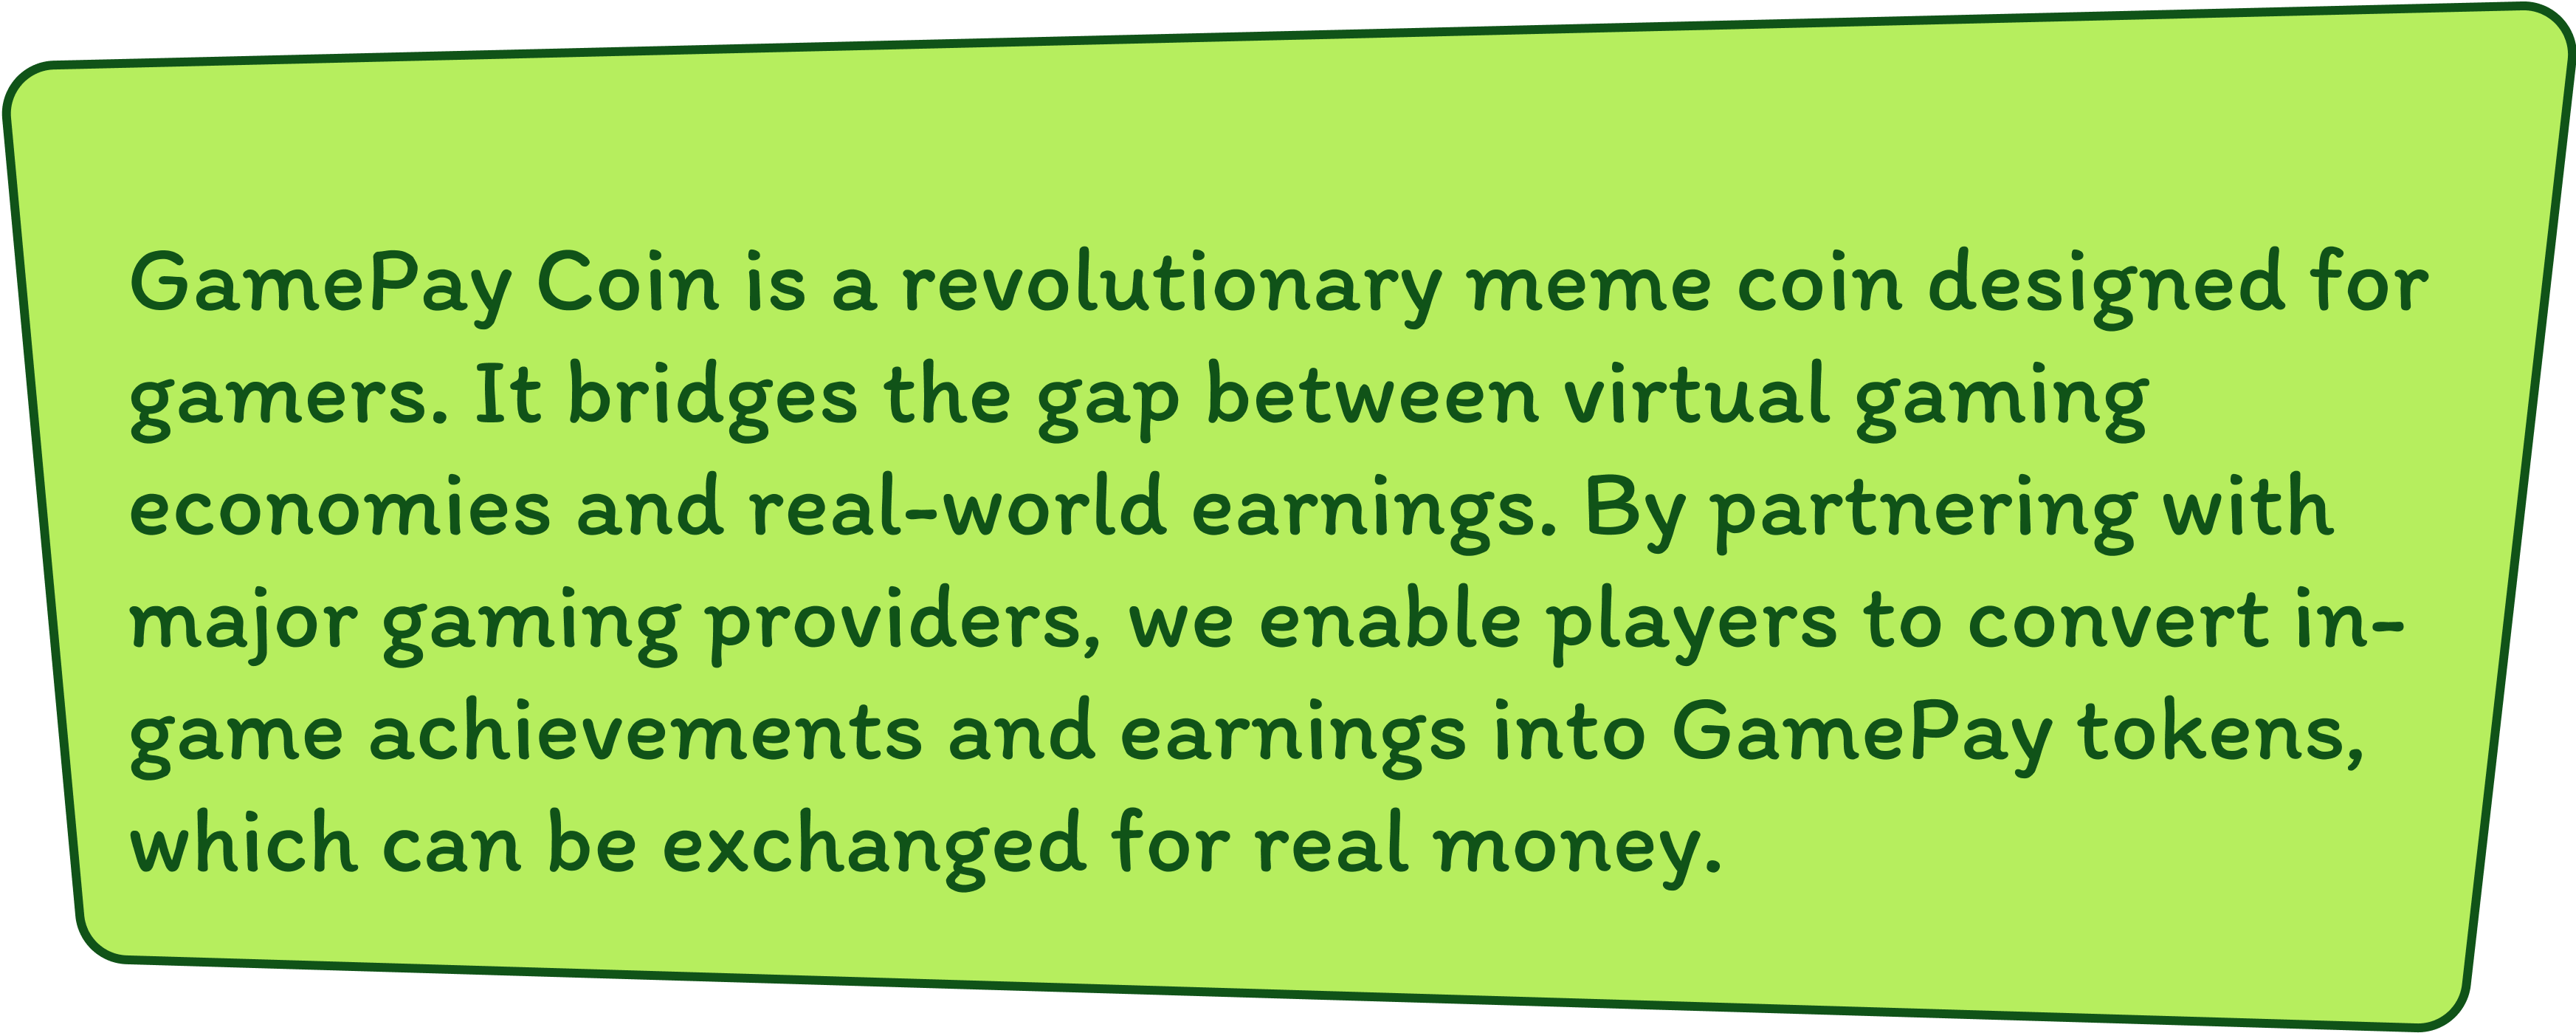 GamePay Coin is a revolutionary meme coin designed for
gamers. It bridges the gap between virtual gaming
economies and real-world earnings. By partnering with
major gaming providers, we enable players to convert in-
game achievements and earnings into GamePay tokens,
which can be exchanged for real money.